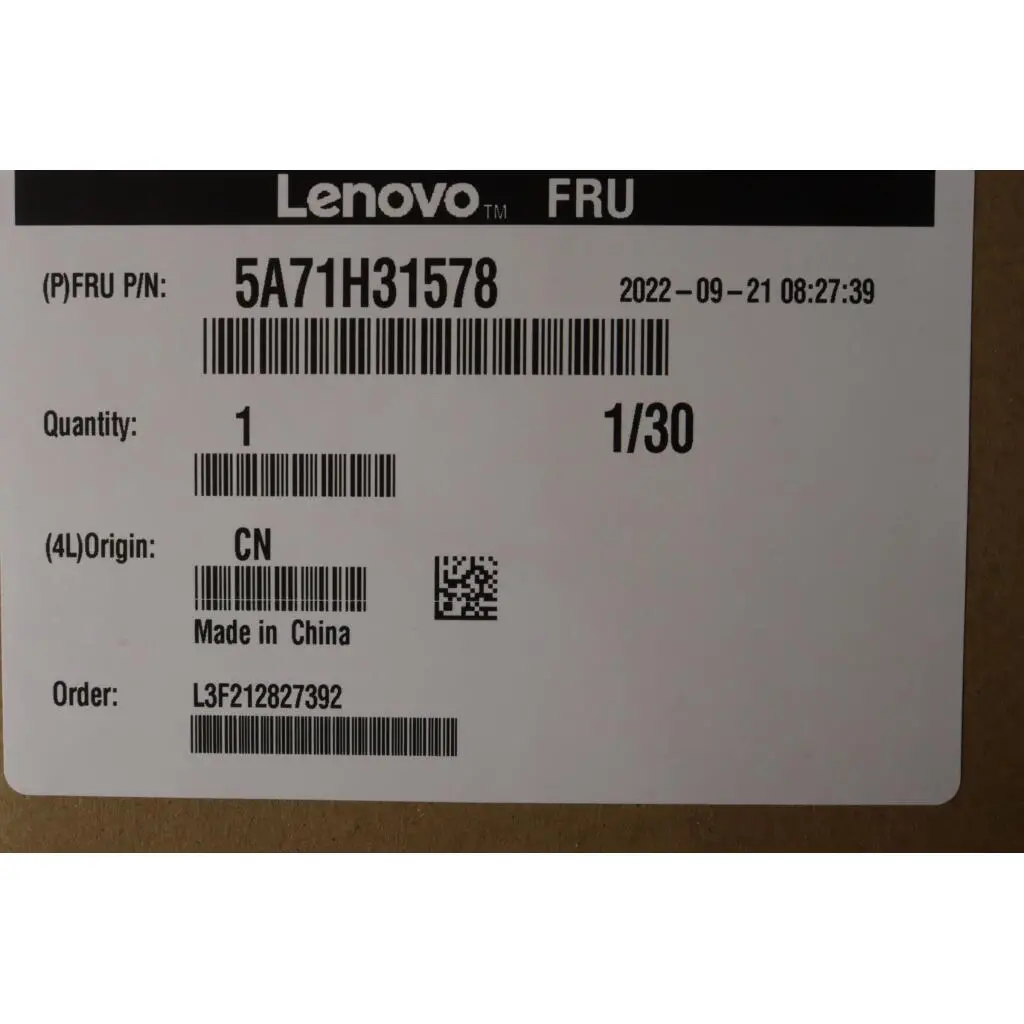 Lenovo™ FRU
(P)FRU P/N: 5A71H31578 2022-09-21 08:27:39
Quantity: 1 1/30
(4L)Origin: CN
Made in China
Order: L3F212827392